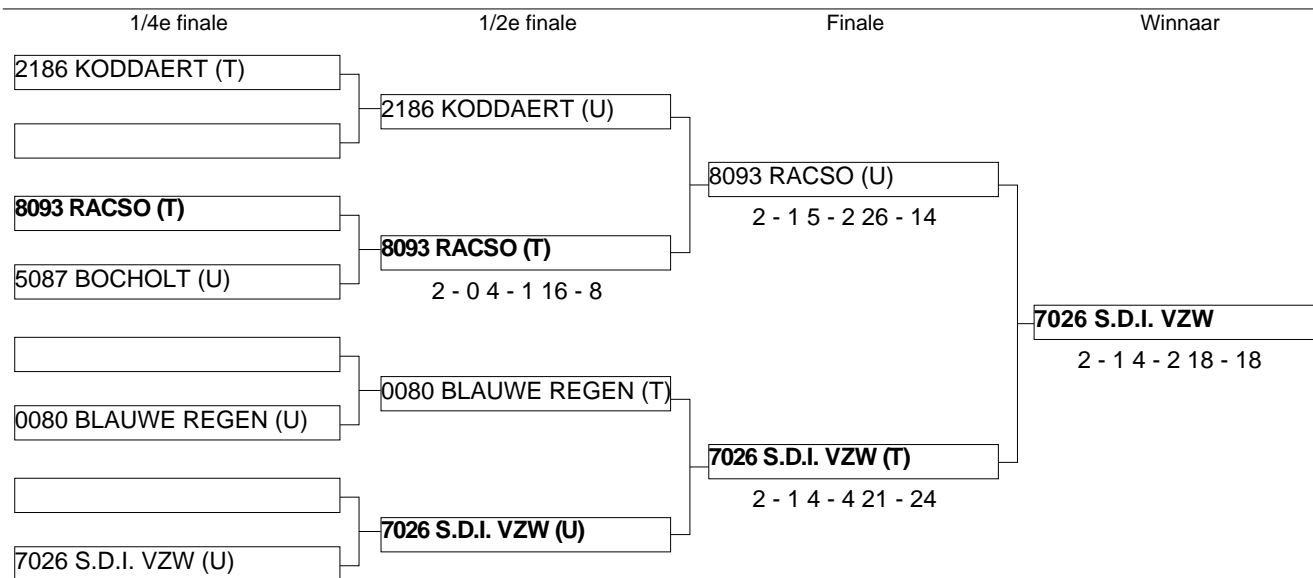 1/4e finale
1/2e finale
Finale
Winnaar
2186 KODDAERT (T)
8093 RACSO (T)
5087 BOCHOLT (U)
0080 BLAUWE REGEN (U)
7026 S.D.I. VZW (U)
2186 KODDAERT (U)
8093 RACSO (T)
2 - 0 4 - 1 16 - 8
0080 BLAUWE REGEN (T)
7026 S.D.I. VZW (U)
8093 RACSO (U)
2 - 1 5 - 2 26 - 14
7026 S.D.I. VZW (T)
2 - 1 4 - 4 21 - 24
7026 S.D.I. VZW
2 - 1 4 - 2 18 - 18